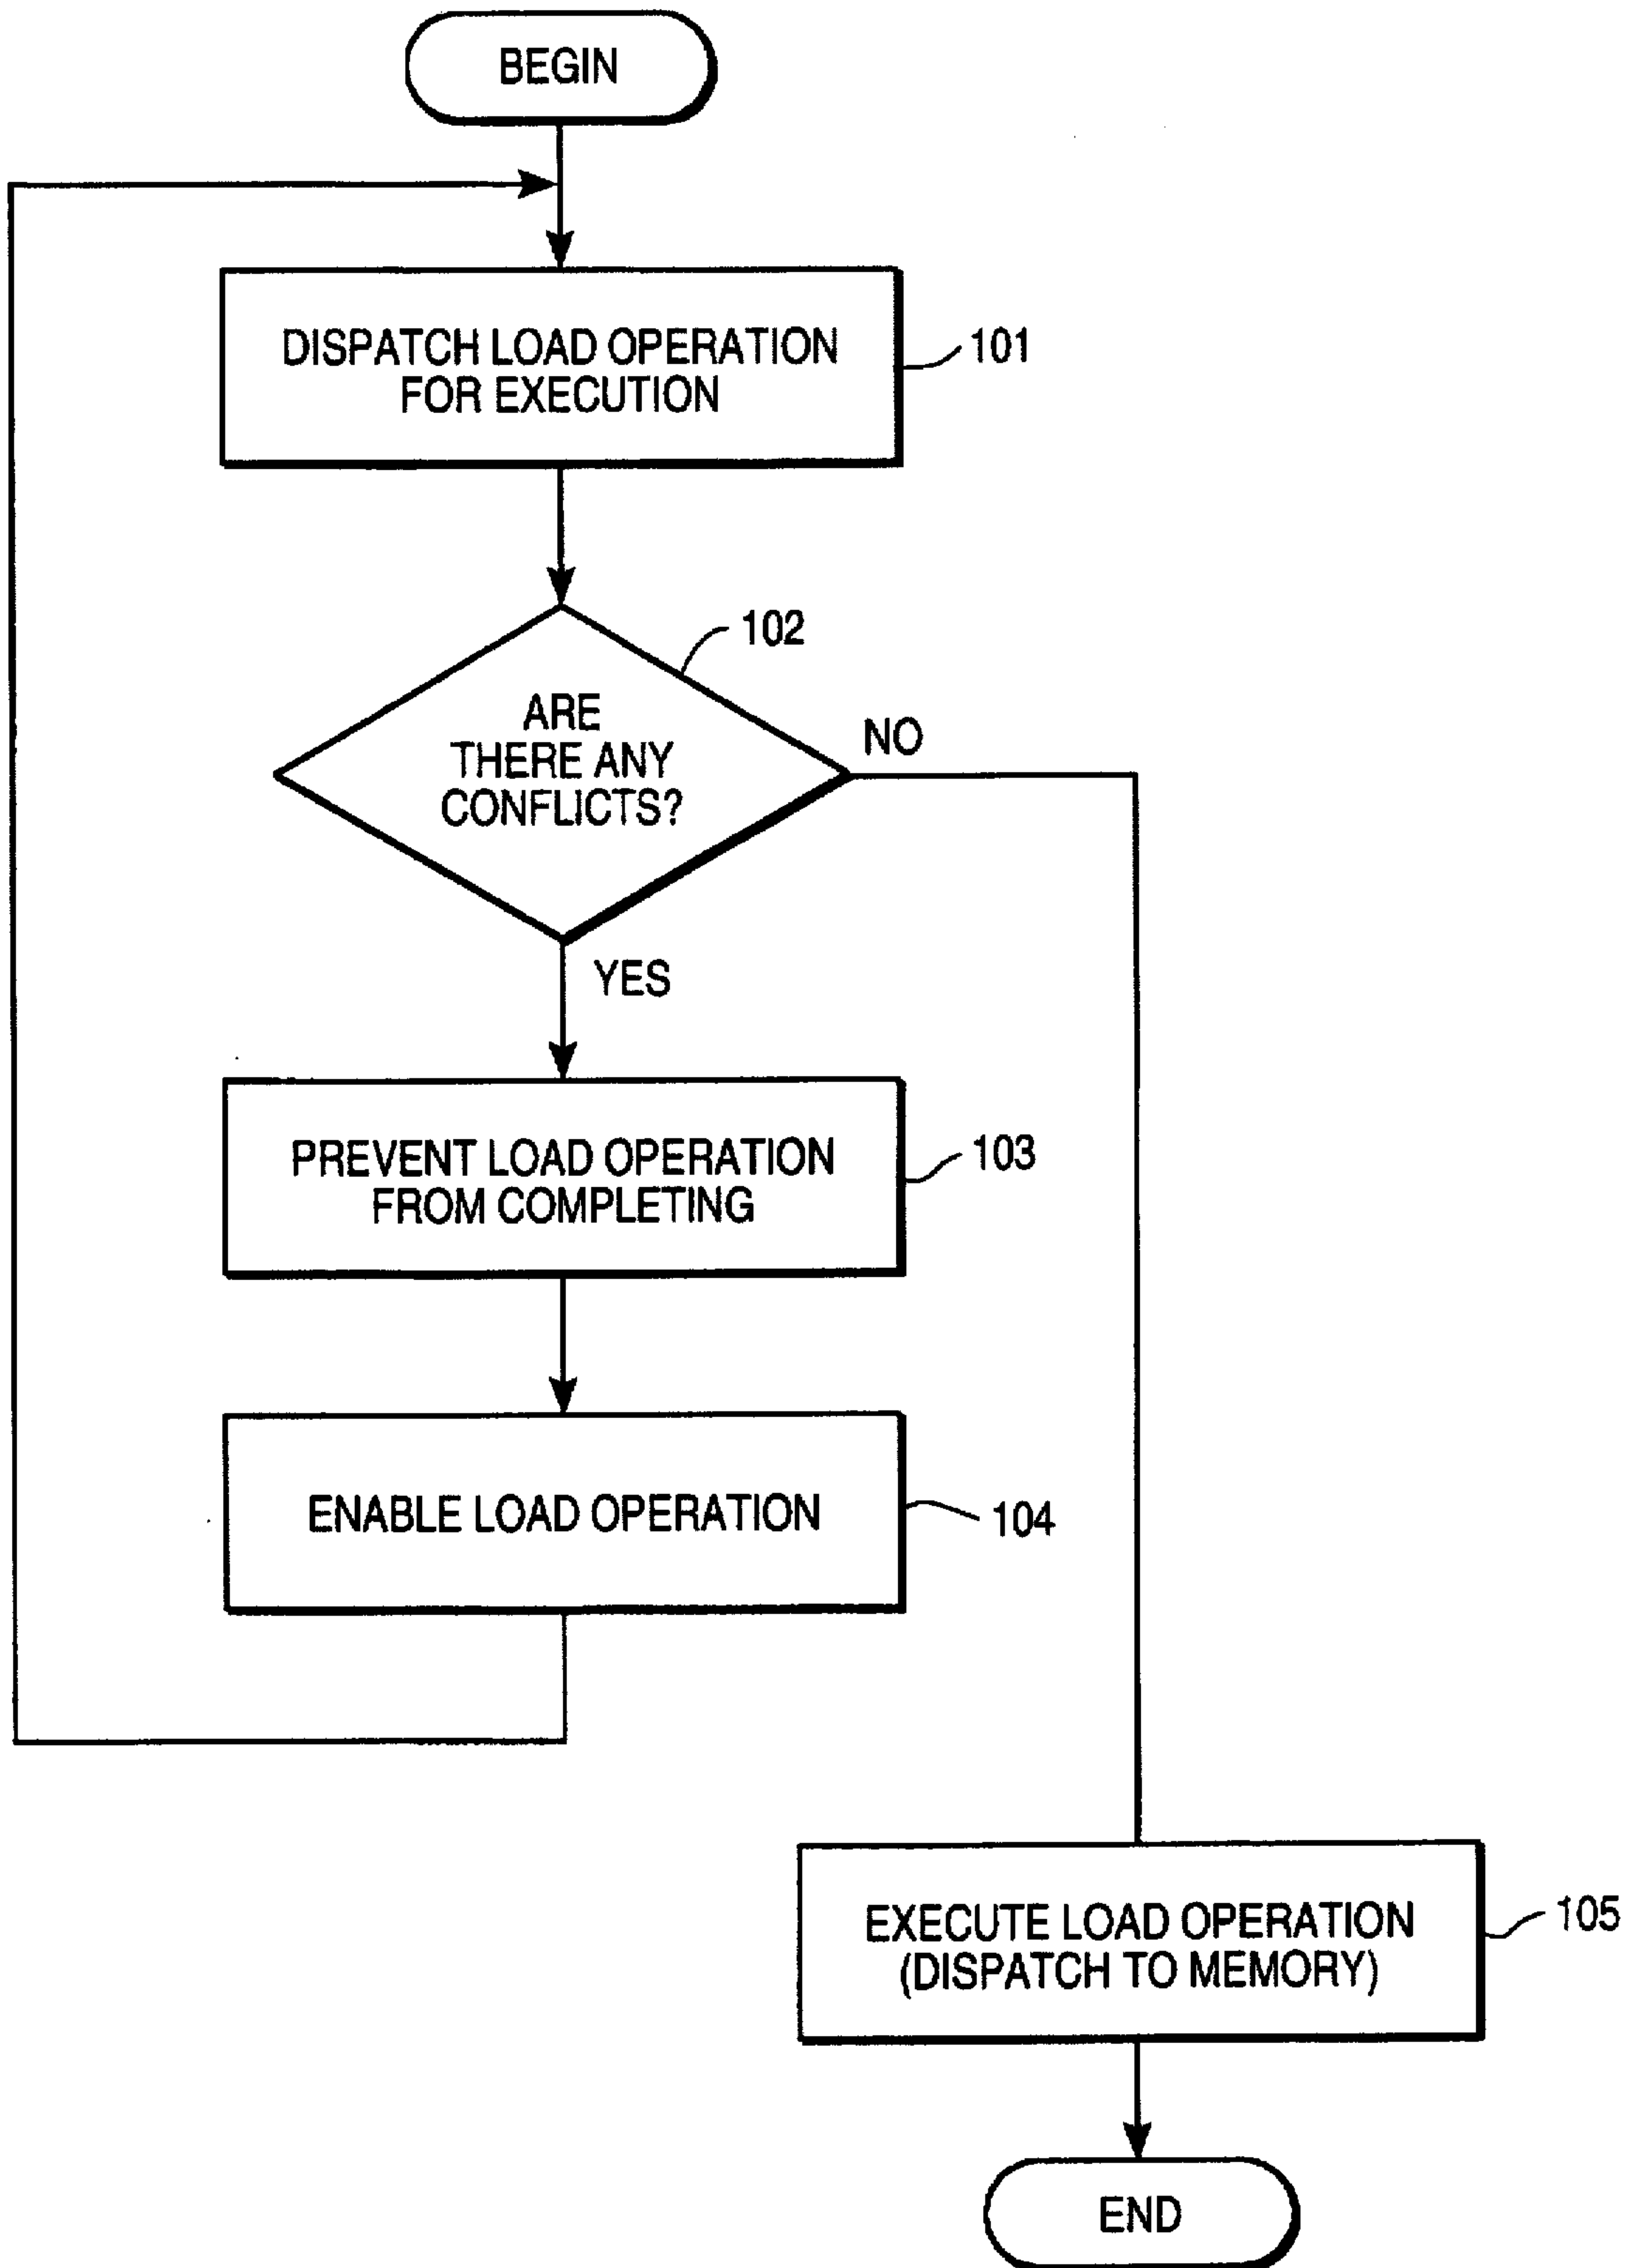 BEGIN
DISPATCH LOAD OPERATION
FOR EXECUTION
101
102
ARE
THERE ANY
CONFLICTS?
NO
YES
PREVENT LOAD OPERATION
FROM COMPLETING
103
ENABLE LOAD OPERATION
104
EXECUTE LOAD OPERATION
(DISPATCH TO MEMORY)
105
END